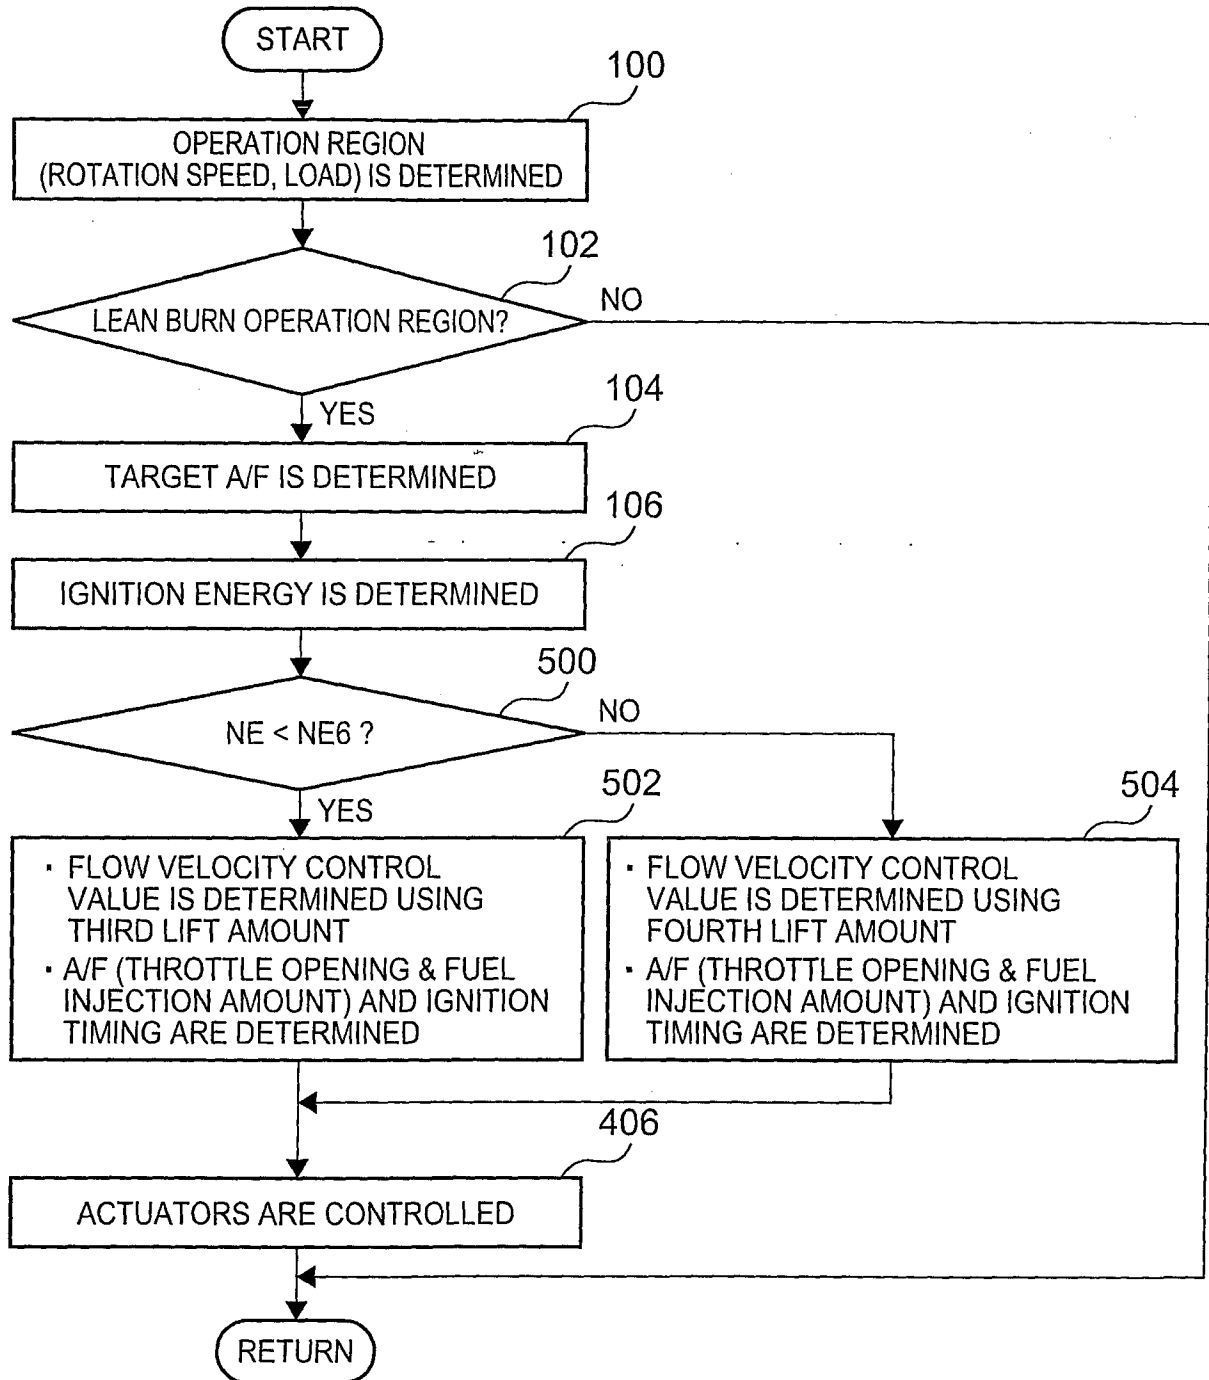 START
100
OPERATION REGION
(ROTATION SPEED, LOAD) IS DETERMINED
102
LEAN BURN OPERATION REGION?
NO
YES
104
TARGET A/F IS DETERMINED
106
IGNITION ENERGY IS DETERMINED
500
NE < NE6 ?
NO
YES
502
· FLOW VELOCITY CONTROL
VALUE IS DETERMINED USING
THIRD LIFT AMOUNT
· A/F (THROTTLE OPENING & FUEL
INJECTION AMOUNT) AND IGNITION
TIMING ARE DETERMINED
504
· FLOW VELOCITY CONTROL
VALUE IS DETERMINED USING
FOURTH LIFT AMOUNT
· A/F (THROTTLE OPENING & FUEL
INJECTION AMOUNT) AND IGNITION
TIMING ARE DETERMINED
406
ACTUATORS ARE CONTROLLED
RETURN